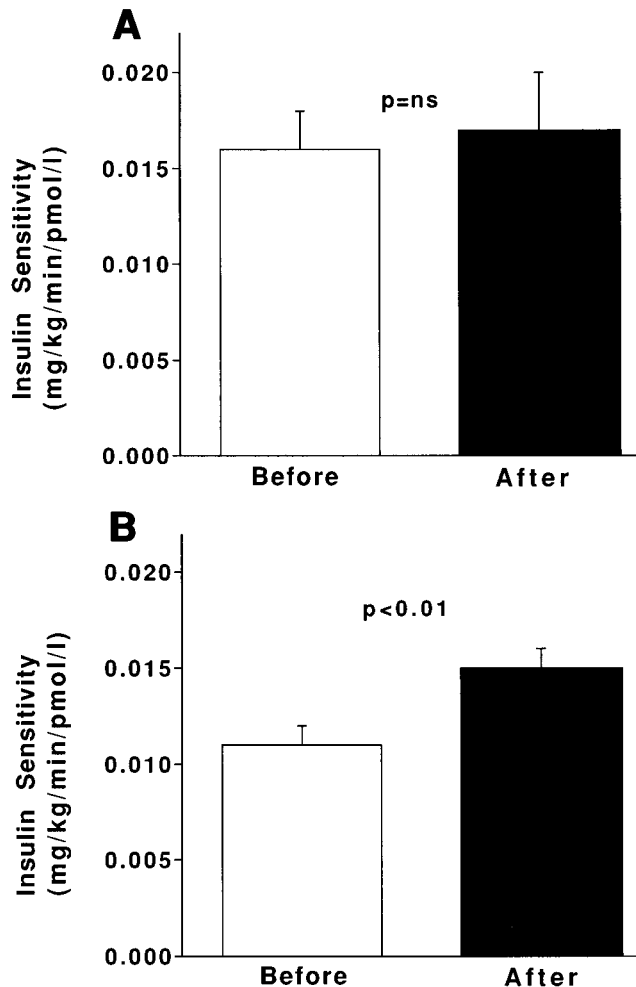 A
Insulin Sensitivity
(mg/kg/min/pmol/l)
0.020
0.015
0.010
0.005
0.000
p=ns
Before
After
B
Insulin Sensitivity
(mg/kg/min/pmol/l)
0.020
0.015
0.010
0.005
0.000
p<0.01
Before
After